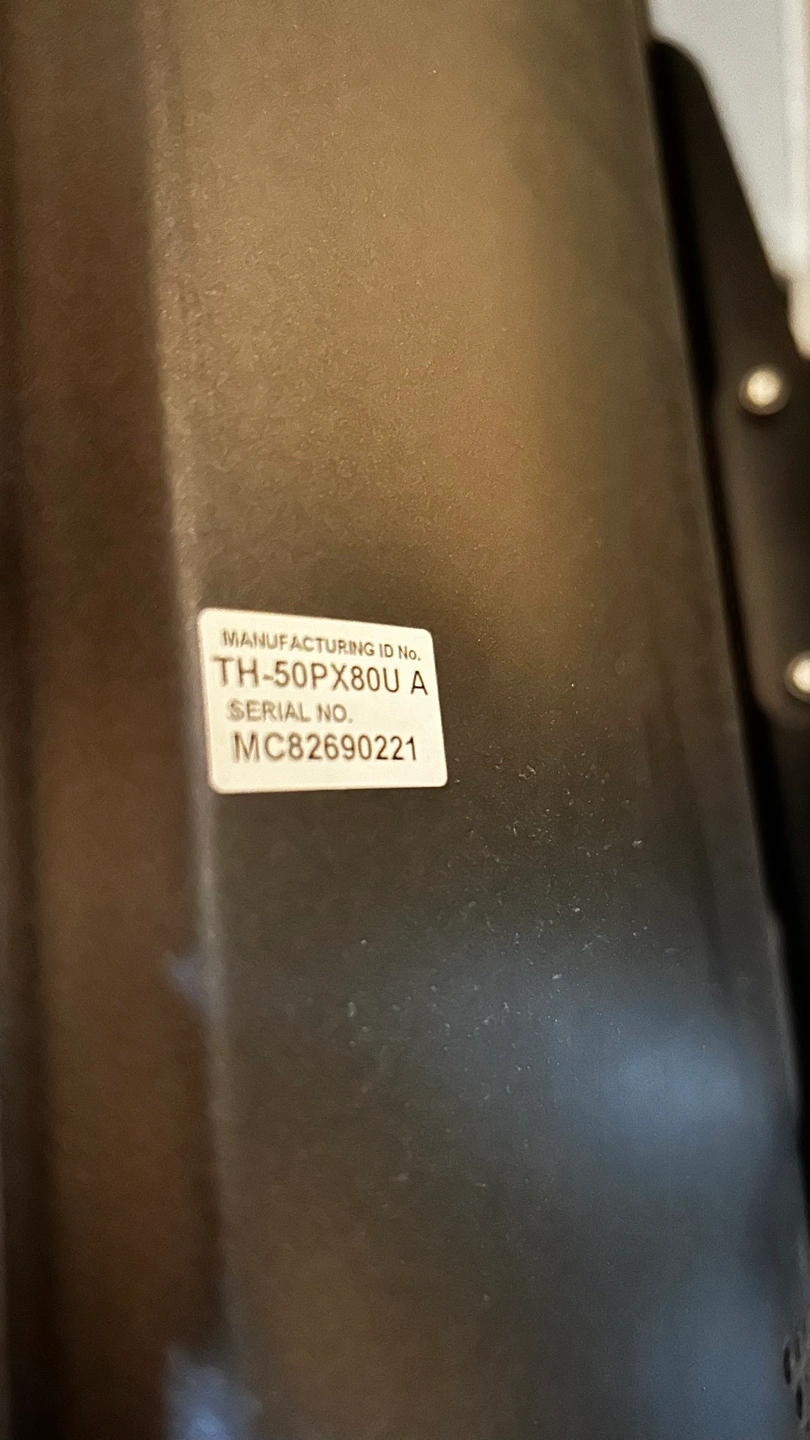 MANUFACTURING ID No.
TH-50PX80U A
SERIAL NO.
MC82690221